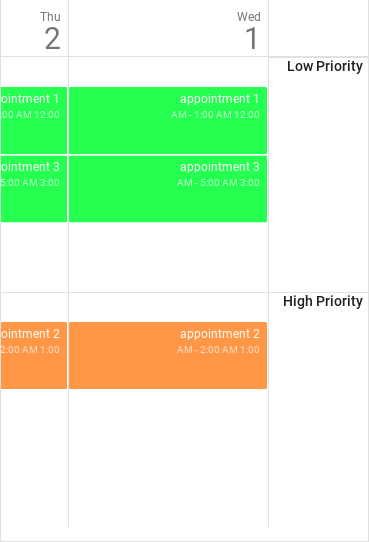 Thu
2
Wed
1
Low Priority
ointment 1
:00 AM 12:00
appointment 1
AM - 1:00 AM 12:00
ointment 3
5:00 AM 3:00
appointment 3
AM - 5:00 AM 3:00
High Priority
ointment 2
2:00 AM 1:00
appointment 2
AM - 2:00 AM 1:00